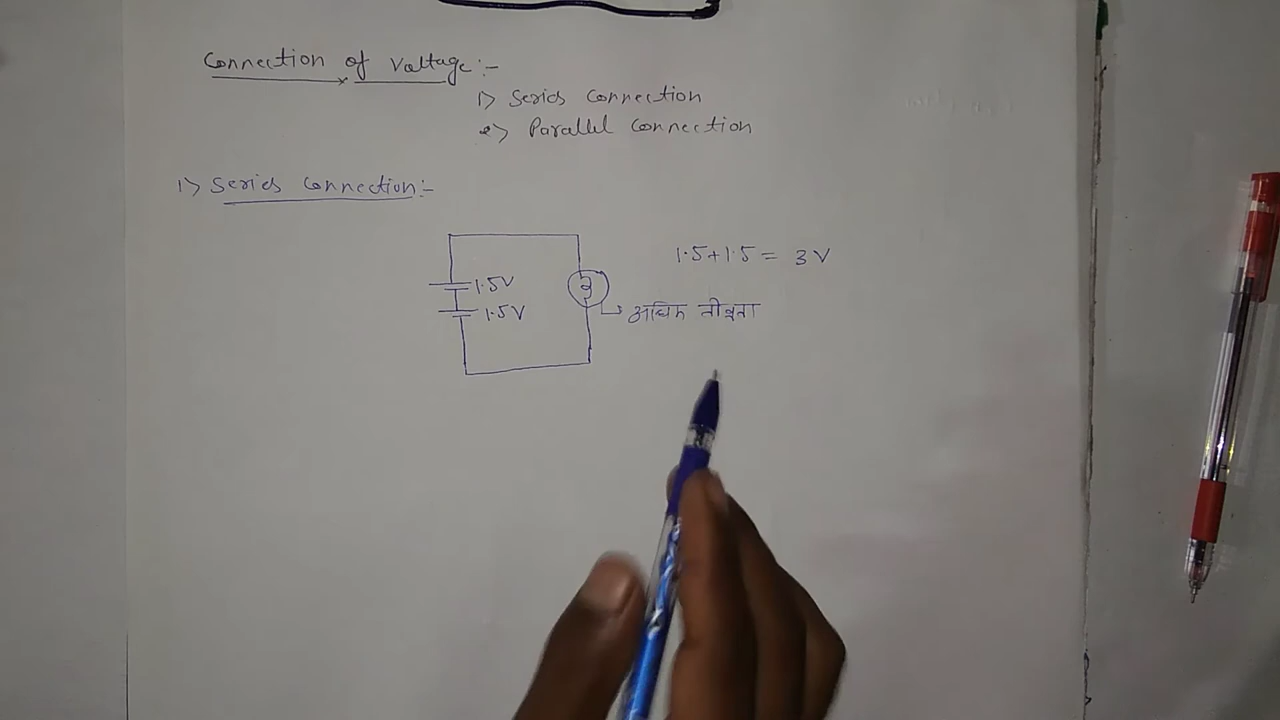 Connection of Voltage:-
1> Series Connection
2> Parallel Connection
1> Series Connection:-
1.5+1.5 = 3V
1.5V
1.5V
अधिक तीव्रता